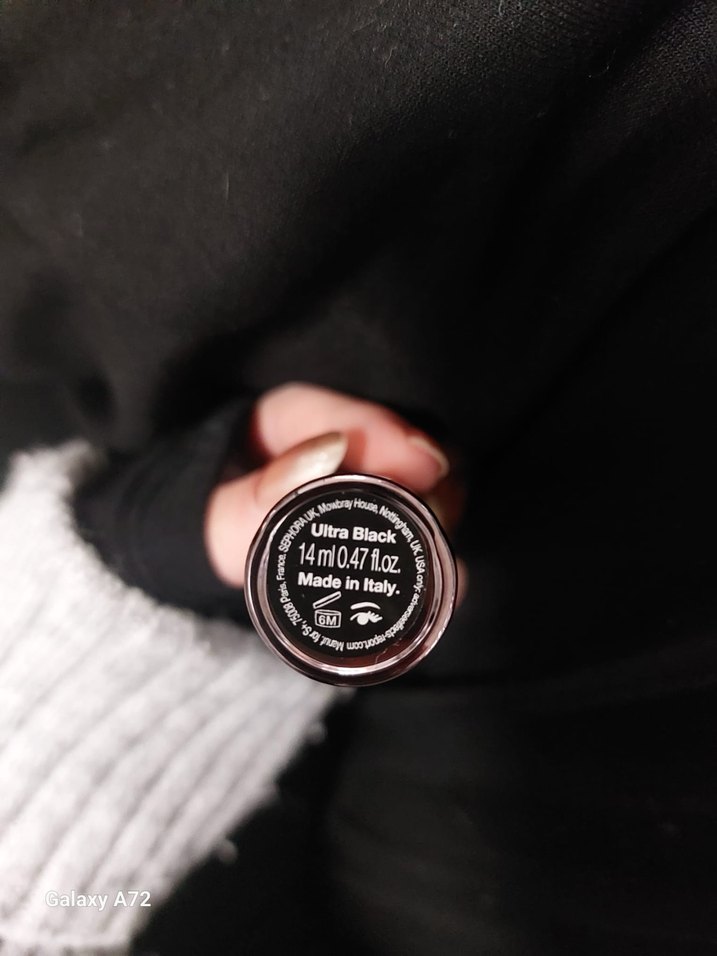 Ultra Black
14 ml 0.47 fl.oz.
Made in Italy.
6M
Manuf. for S+, 75008 Paris, France. SEPHORA UK, Mowbray House, Nottingham, UK. USA only: adverseeffects-report.com
Galaxy A72